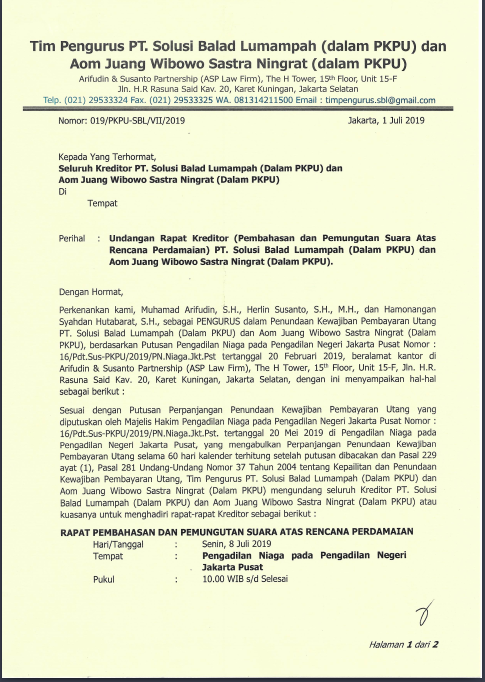 Tim Pengurus PT. Solusi Balad Lumampah (dalam PKPU) dan
Aom Juang Wibowo Sastra Ningrat (dalam PKPU)
Arifudin & Susanto Partnership (ASP Law Firm), The H Tower, 15th Floor, Unit 15-F
Jln. H.R Rasuna Said Kav. 20, Karet Kuningan, Jakarta Selatan
Telp. (021) 29533324 Fax. (021) 29533325 WA. 081314211500 Email : timpengurus.sbl@gmail.com
Nomor: 019/PKPU-SBL/VII/2019 Jakarta, 1 Juli 2019
Kepada Yang Terhormat,
Seluruh Kreditor PT. Solusi Balad Lumampah (Dalam PKPU) dan
Aom Juang Wibowo Sastra Ningrat (Dalam PKPU)
Di
Tempat
Perihal : Undangan Rapat Kreditor (Pembahasan dan Pemungutan Suara Atas
Rencana Perdamaian) PT. Solusi Balad Lumampah (Dalam PKPU) dan
Aom Juang Wibowo Sastra Ningrat (Dalam PKPU).
Dengan Hormat,
Perkenankan kami, Muhamad Arifudin, S.H., Herlin Susanto, S.H., M.H., dan Hamonangan
Syahdan Hutabarat, S.H., sebagai PENGURUS dalam Penundaan Kewajiban Pembayaran Utang
PT. Solusi Balad Lumampah (Dalam PKPU) dan Aom Juang Wibowo Sastra Ningrat (Dalam
PKPU), berdasarkan Putusan Pengadilan Niaga pada Pengadilan Negeri Jakarta Pusat Nomor :
16/Pdt.Sus-PKPU/2019/PN.Niaga.Jkt.Pst tertanggal 20 Februari 2019, beralamat kantor di
Arifudin & Susanto Partnership (ASP Law Firm), The H Tower, 15th Floor, Unit 15-F, Jln. H.R.
Rasuna Said Kav. 20, Karet Kuningan, Jakarta Selatan, dengan ini menyampaikan hal-hal
sebagai berikut :
Sesuai dengan Putusan Perpanjangan Penundaan Kewajiban Pembayaran Utang yang
diputuskan oleh Majelis Hakim Pengadilan Niaga pada Pengadilan Negeri Jakarta Pusat Nomor :
16/Pdt.Sus-PKPU/2019/PN.Niaga.Jkt.Pst. tertanggal 20 Mei 2019 di Pengadilan Niaga pada
Pengadilan Negeri Jakarta Pusat, yang mengabulkan Perpanjangan Penundaan Kewajiban
Pembayaran Utang selama 60 hari kalender terhitung setelah putusan dibacakan dan Pasal 229
ayat (1), Pasal 281 Undang-Undang Nomor 37 Tahun 2004 tentang Kepailitan dan Penundaan
Kewajiban Pembayaran Utang, Tim Pengurus PT. Solusi Balad Lumampah (Dalam PKPU) dan
Aom Juang Wibowo Sastra Ningrat (Dalam PKPU) mengundang seluruh Kreditor PT. Solusi
Balad Lumampah (Dalam PKPU) dan Aom Juang Wibowo Sastra Ningrat (Dalam PKPU) atau
kuasanya untuk menghadiri rapat-rapat Kreditor sebagai berikut :
RAPAT PEMBAHASAN DAN PEMUNGUTAN SUARA ATAS RENCANA PERDAMAIAN
Hari/Tanggal : Senin, 8 Juli 2019
Tempat : Pengadilan Niaga pada Pengadilan Negeri
Jakarta Pusat
Pukul : 10.00 WIB s/d Selesai
Halaman 1 dari 2